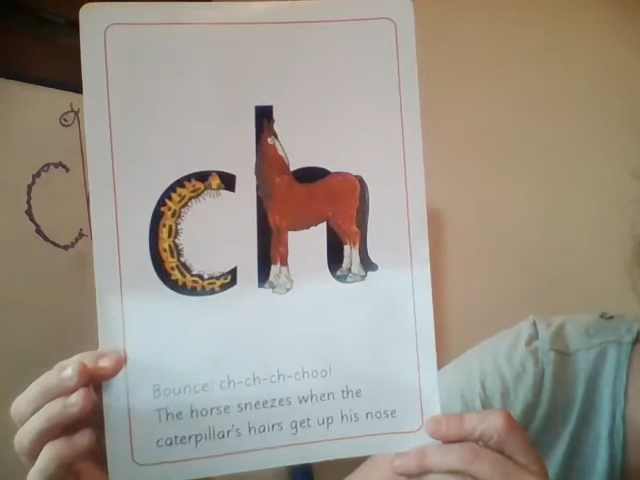 ch
Bounce: ch-ch-ch-choo!
The horse sneezes when the
caterpillar's hairs get up his nose
c